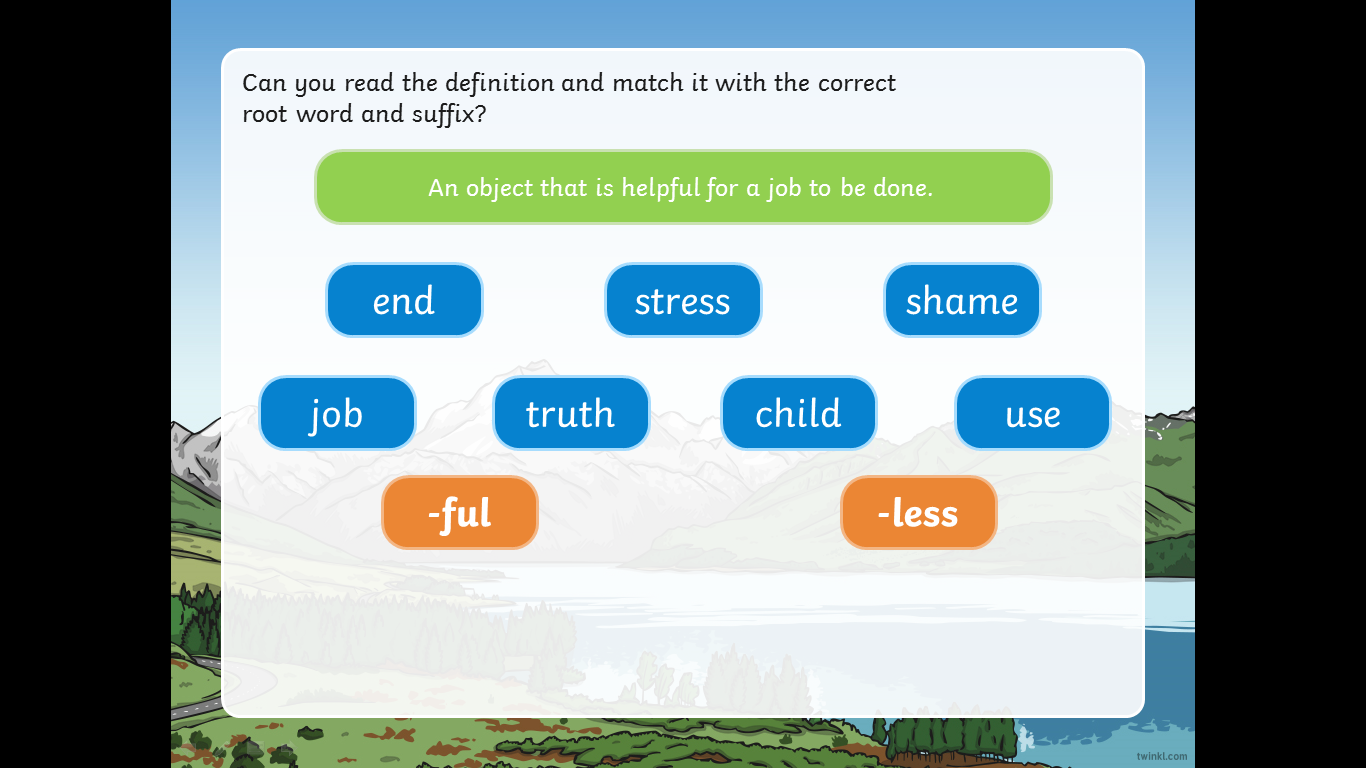 Can you read the definition and match it with the correct
root word and suffix?
An object that is helpful for a job to be done.
end stress shame
job truth child use
-ful -less
twinkl.com